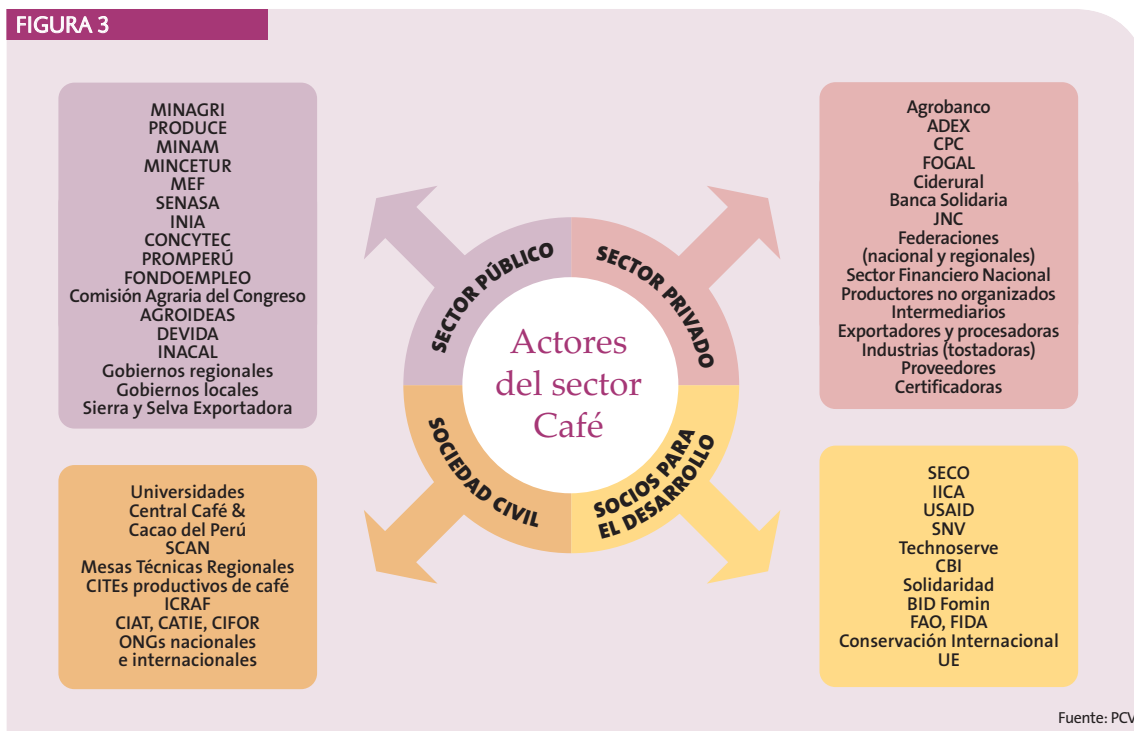 FIGURA 3
MINAGRI
PRODUCE
MINAM
MINCETUR
MEF
SENASA
INIA
CONCYTEC
PROMPERÚ
FONDOEMPLEO
Comisión Agraria del Congreso
AGROIDEAS
DEVIDA
INACAL
Gobiernos regionales
Gobiernos locales
Sierra y Selva Exportadora
Agrobanco
ADEX
CPC
FOGAL
Ciderural
Banca Solidaria
JNC
Federaciones
(nacional y regionales)
Sector Financiero Nacional
Productores no organizados
Intermediarios
Exportadores y procesadoras
Industrias (tostadoras)
Proveedores
Certificadoras
SECTOR PÚBLICO
SECTOR PRIVADO
Actores
del sector
Café
SOCIEDAD CIVIL
SOCIOS PARA
EL DESARROLLO
Universidades
Central Café &
Cacao del Perú
SCAN
Mesas Técnicas Regionales
CITEs productivos de café
ICRAF
CIAT, CATIE, CIFOR
ONGs nacionales
e internacionales
SECO
IICA
USAID
SNV
Technoserve
CBI
Solidaridad
BID Fomin
FAO, FIDA
Conservación Internacional
UE
Fuente: PCV